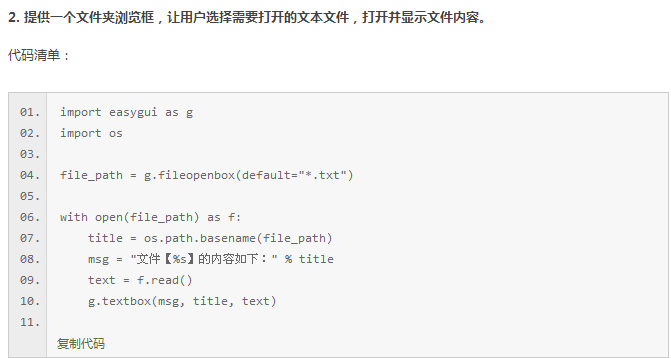 2. 提供一个文件夹浏览框，让用户选择需要打开的文本文件，打开并显示文件内容。
代码清单：
01. import easygui as g
02. import os
03.
04. file_path = g.fileopenbox(default="*.txt")
05.
06. with open(file_path) as f:
07.     title = os.path.basename(file_path)
08.     msg = "文件【%s】的内容如下：" % title
09.     text = f.read()
10.     g.textbox(msg, title, text)
11.
复制代码